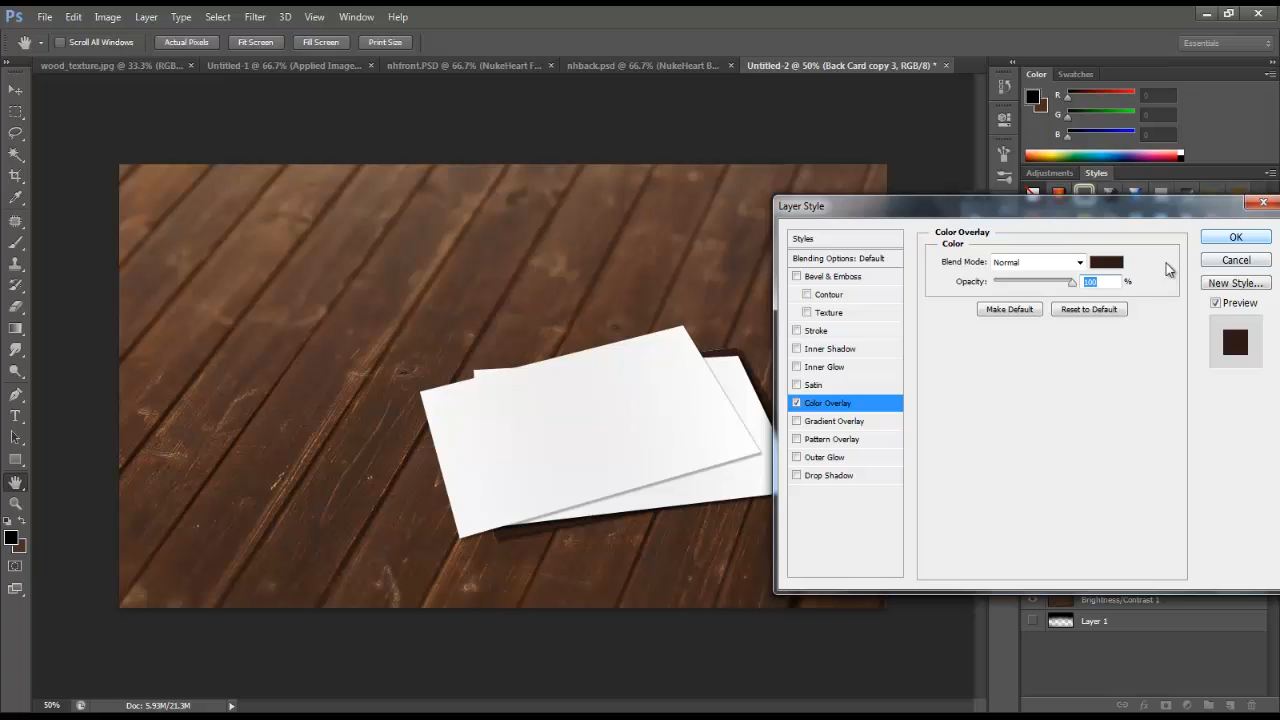 Ps File Edit Image Layer Type Select Filter 3D View Window Help
Scroll All Windows Actual Pixels Fit Screen Fill Screen Print Size Essentials
wood_texture.jpg @ 33.3% (RGB... × Untitled-1 @ 66.7% (Applied Image... × nhfront.PSD @ 66.7% (NukeHeart F... × nhback.psd @ 66.7% (NukeHeart B... × Untitled-2 @ 50% (Back Card copy 3, RGB/8) * ×
Color Swatches
R 0
G 0
B 0
Adjustments Styles
Layer Style
Styles
Blending Options: Default
Bevel & Emboss
Contour
Texture
Stroke
Inner Shadow
Inner Glow
Satin
Color Overlay
Gradient Overlay
Pattern Overlay
Outer Glow
Drop Shadow
Color Overlay
Color
Blend Mode: Normal
Opacity: 100 %
Make Default Reset to Default
OK
Cancel
New Style...
Preview
Brightness/Contrast 1
Layer 1
50% Doc: 5.93M/21.3M